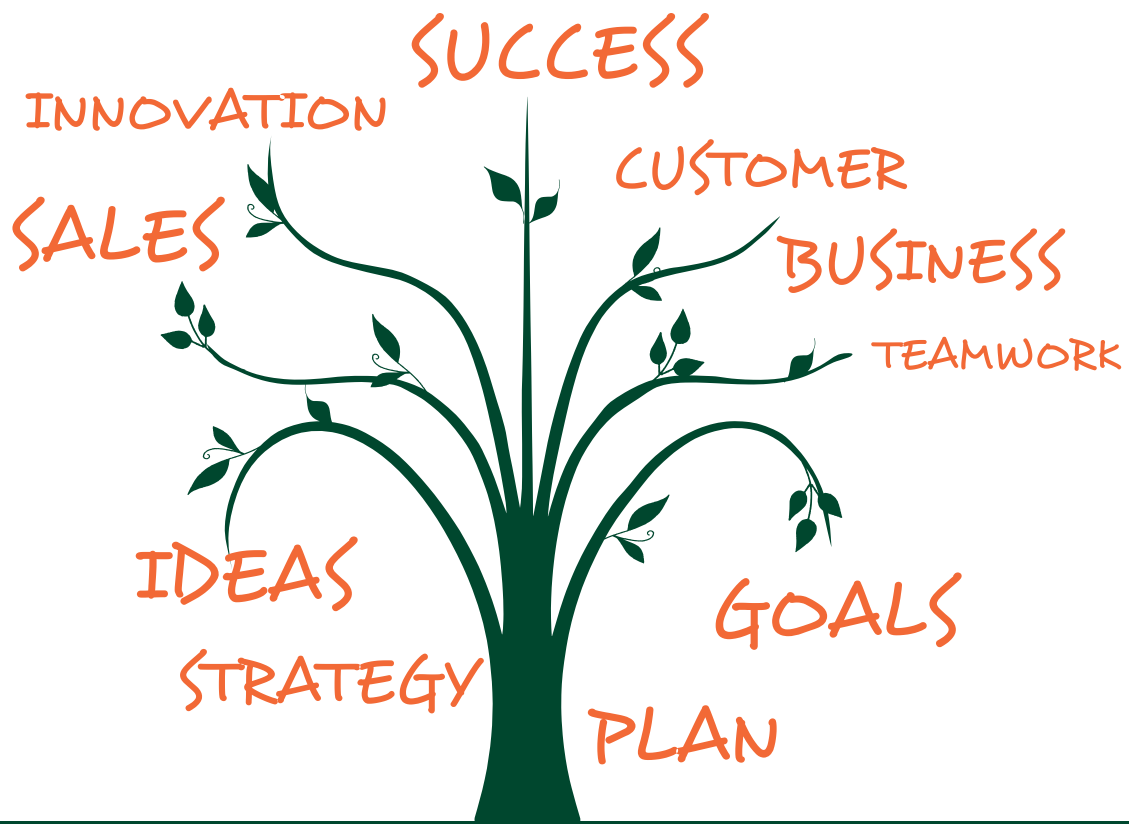 SUCCESS
INNOVATION
CUSTOMER
SALES
BUSINESS
TEAMWORK
IDEAS
GOALS
STRATEGY
PLAN